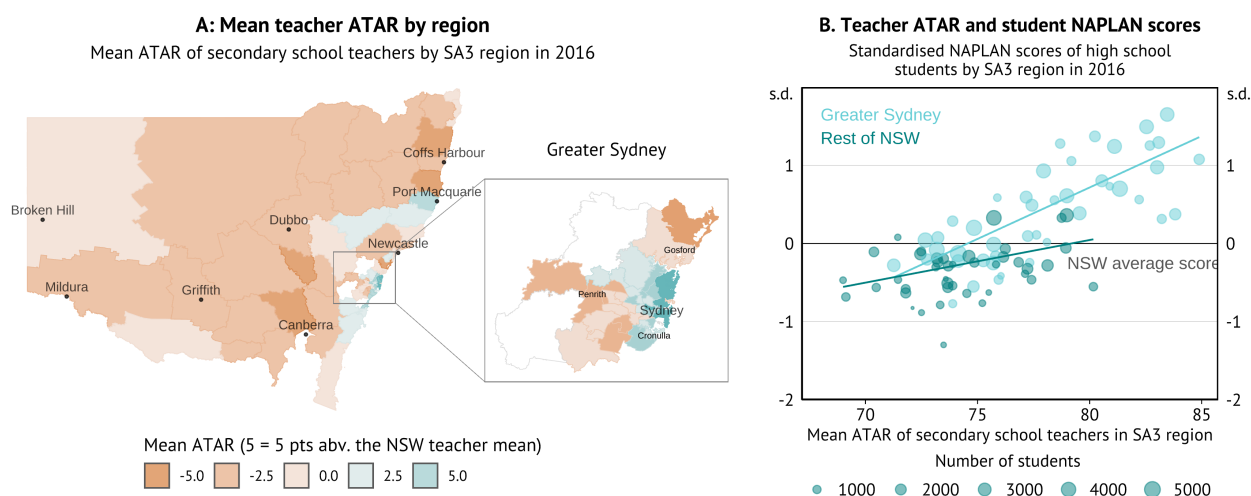 A: Mean teacher ATAR by region
Mean ATAR of secondary school teachers by SA3 region in 2016
Coffs Harbour
Port Macquarie
Broken Hill
Dubbo
Newcastle
Mildura
Griffith
Canberra
Greater Sydney
Gosford
Penrith
Sydney
Cronulla
Mean ATAR (5 = 5 pts abv. the NSW teacher mean)
-5.0 -2.5 0.0 2.5 5.0
B. Teacher ATAR and student NAPLAN scores
Standardised NAPLAN scores of high school
students by SA3 region in 2016
s.d. s.d.
Greater Sydney
Rest of NSW
1 1
0 0
NSW average score
-1 -1
-2 -2
70 75 80 85
Mean ATAR of secondary school teachers in SA3 region
Number of students
1000 2000 3000 4000 5000